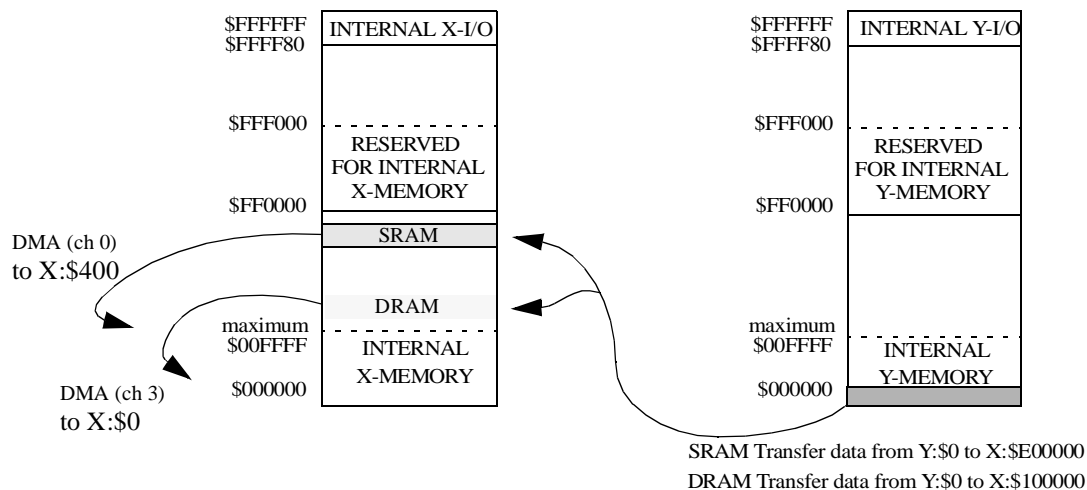 $FFFFFF
INTERNAL X-I/O
$FFFF80
$FFF000
RESERVED
FOR INTERNAL
X-MEMORY
$FF0000
SRAM
DMA (ch 0)
to X:$400
DRAM
maximum
$00FFFF
INTERNAL
X-MEMORY
$000000
DMA (ch 3)
to X:$0
$FFFFFF
INTERNAL Y-I/O
$FFFF80
$FFF000
RESERVED
FOR INTERNAL
Y-MEMORY
$FF0000
maximum
$00FFFF
INTERNAL
Y-MEMORY
$000000
SRAM Transfer data from Y:$0 to X:$E00000
DRAM Transfer data from Y:$0 to X:$100000